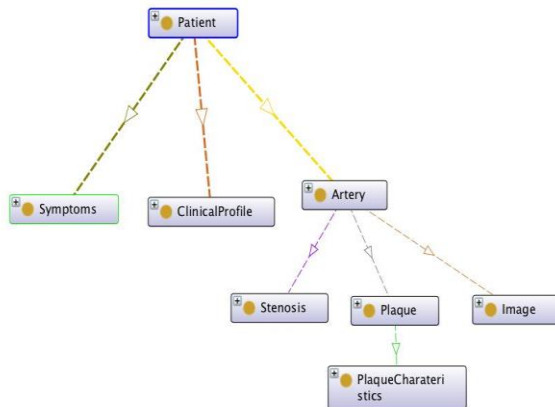 Patient
Symptoms
ClinicalProfile
Artery
Stenosis
Plaque
Image
PlaqueCharateri
stics